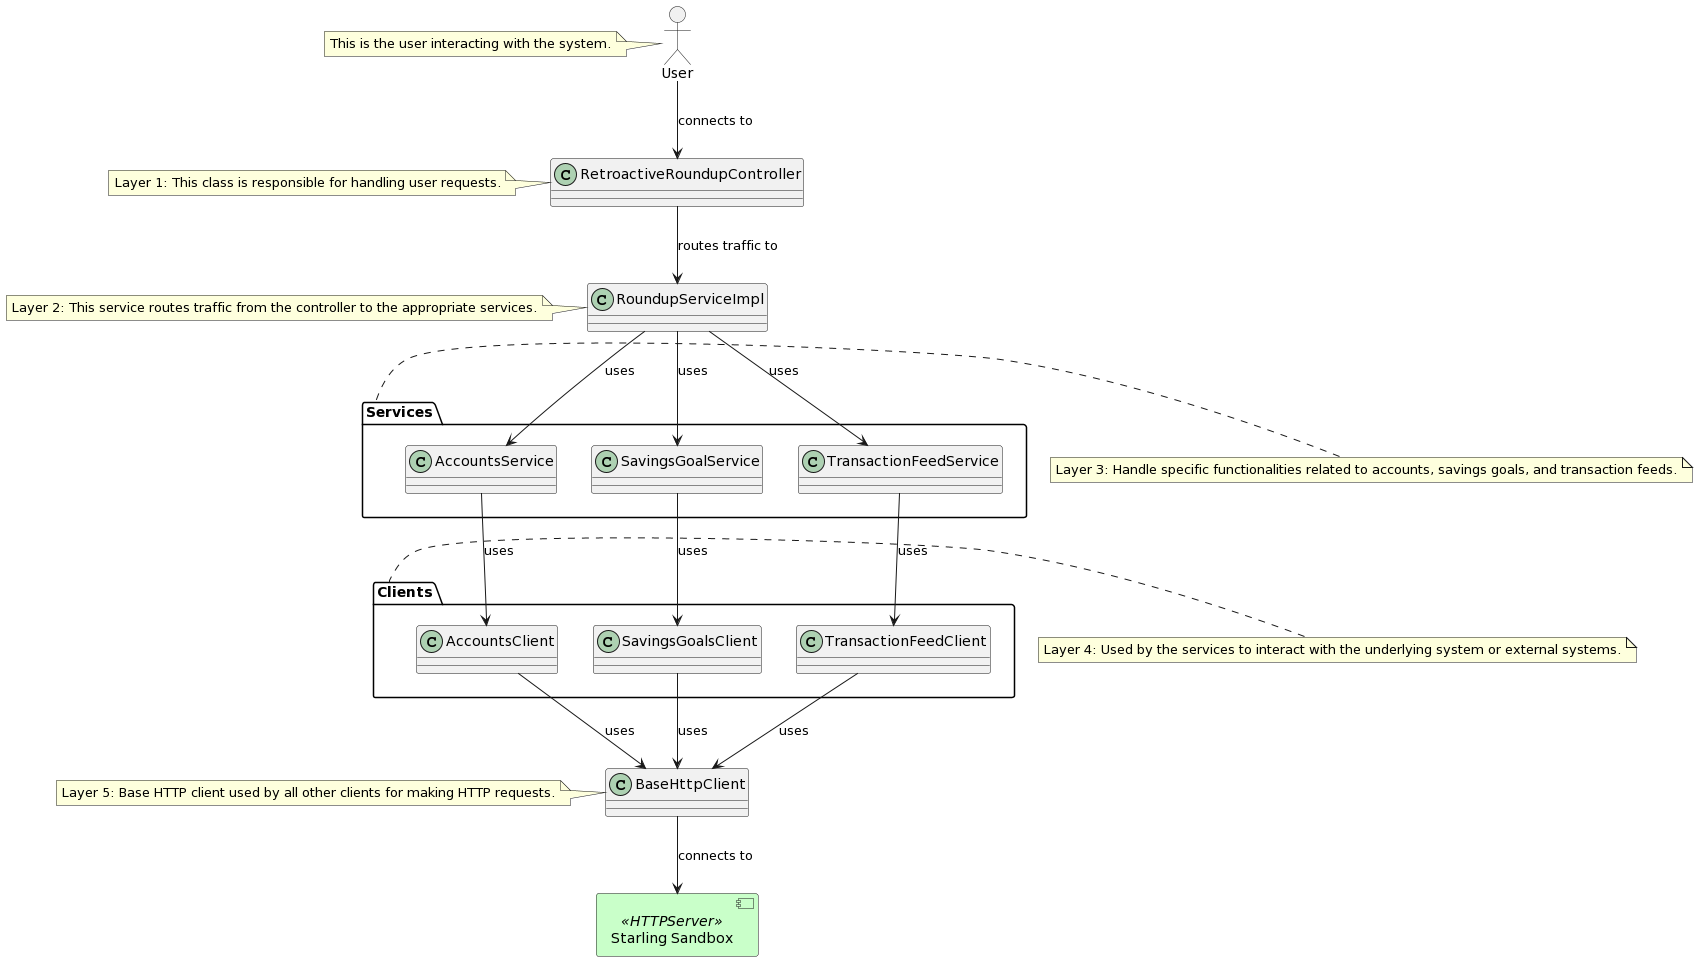 This is the user interacting with the system.
User
connects to
Layer 1: This class is responsible for handling user requests.
C RetroactiveRoundupController
routes traffic to
Layer 2: This service routes traffic from the controller to the appropriate services.
C RoundupServiceImpl
uses
uses
uses
Services
C AccountsService
C SavingsGoalService
C TransactionFeedService
Layer 3: Handle specific functionalities related to accounts, savings goals, and transaction feeds.
uses
uses
uses
Clients
C AccountsClient
C SavingsGoalsClient
C TransactionFeedClient
Layer 4: Used by the services to interact with the underlying system or external systems.
uses
uses
uses
Layer 5: Base HTTP client used by all other clients for making HTTP requests.
C BaseHttpClient
connects to
«HTTPServer»
Starling Sandbox